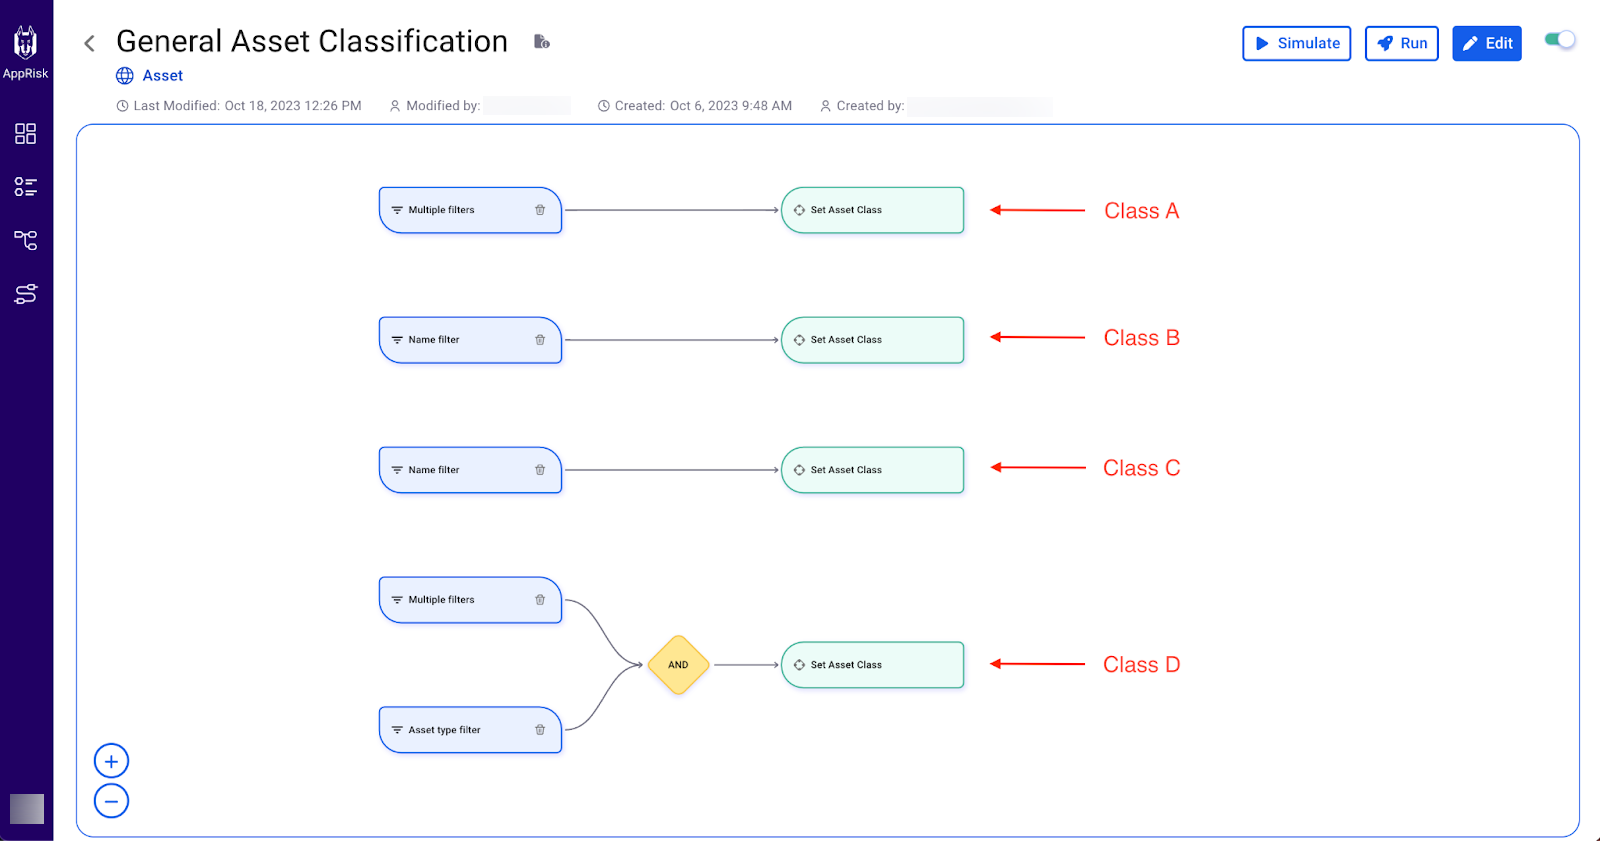 AppRisk
General Asset Classification
Simulate
Run
Edit
Asset
Last Modified: Oct 18, 2023 12:26 PM
Modified by:
Created: Oct 6, 2023 9:48 AM
Created by:
Multiple filters
Set Asset Class
Class A
Name filter
Set Asset Class
Class B
Name filter
Set Asset Class
Class C
Multiple filters
AND
Set Asset Class
Class D
Asset type filter